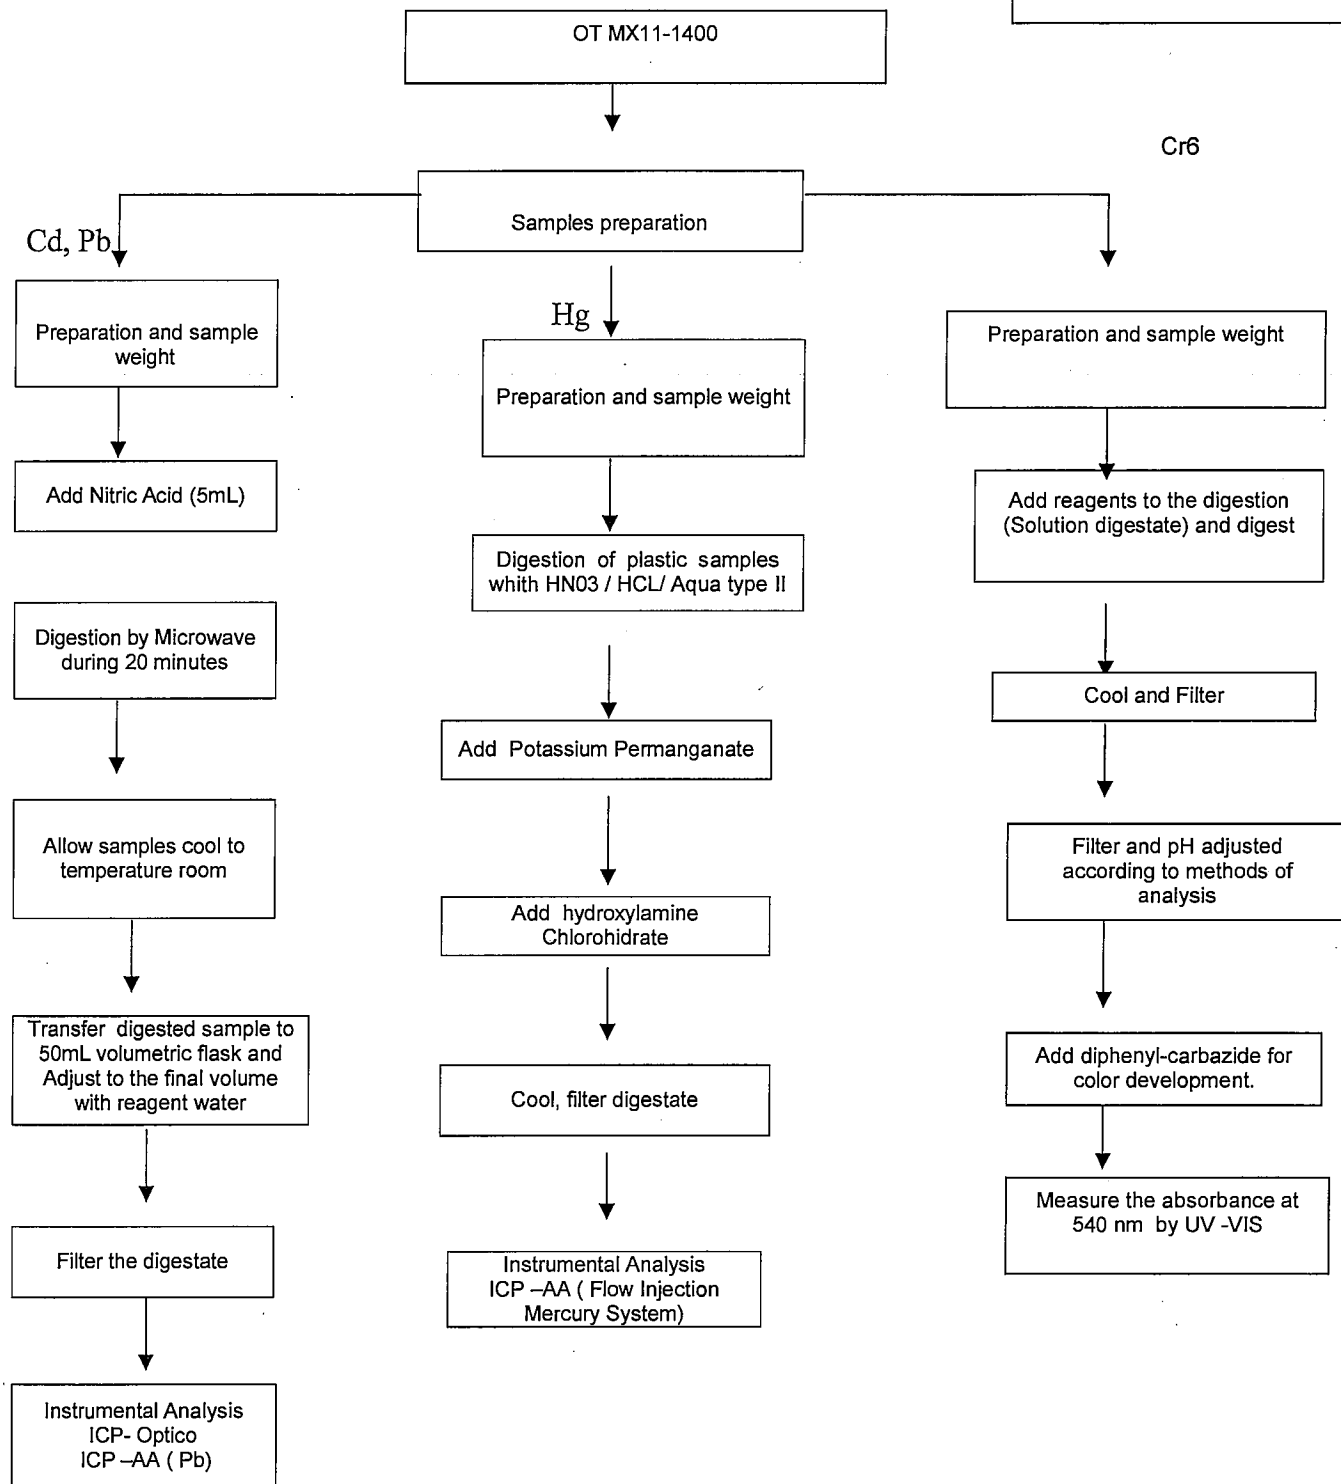 OT MX11-1400
Samples preparation
Cd, Pb
Preparation and sample
weight
Add Nitric Acid (5mL)
Digestion by Microwave
during 20 minutes
Allow samples cool to
temperature room
Transfer digested sample to
50mL volumetric flask and
Adjust to the final volume
with reagent water
Filter the digestate
Instrumental Analysis
ICP- Optico
ICP –AA ( Pb)
Hg
Preparation and sample weight
Digestion of plastic samples
whith HN03 / HCL/ Aqua type II
Add Potassium Permanganate
Add hydroxylamine
Chlorohidrate
Cool, filter digestate
Instrumental Analysis
ICP –AA ( Flow Injection
Mercury System)
Cr6
Preparation and sample weight
Add reagents to the digestion
(Solution digestate) and digest
Cool and Filter
Filter and pH adjusted
according to methods of
analysis
Add diphenyl-carbazide for
color development.
Measure the absorbance at
540 nm by UV -VIS